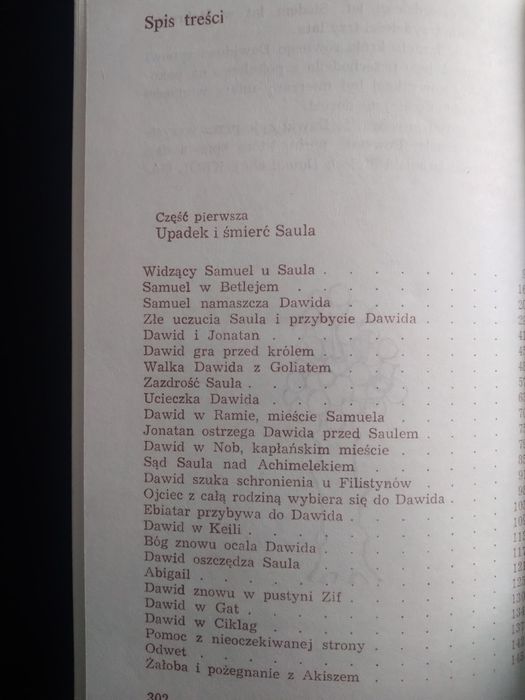 Spis treści
Część pierwsza
Upadek i śmierć Saula
Widzący Samuel u Saula . . . . . . .
Samuel w Betlejem . . . . . . . .
Samuel namaszcza Dawida . . . . . .
Złe uczucia Saula i przybycie Dawida . . . .
Dawid i Jonatan . . . . . . . . 41
Dawid gra przed królem . . . . . . .
Walka Dawida z Goliatem . . . . . .
Zazdrość Saula . . . . . . . . .
Ucieczka Dawida . . . . . . . .
Dawid w Ramie, mieście Samuela . . . .
Jonatan ostrzega Dawida przed Saulem . . . .
Dawid w Nob, kapłańskim mieście . . . . .
Sąd Saula nad Achimelekiem . . . . .
Dawid szuka schronienia u Filistynów . . .
Ojciec z całą rodziną wybiera się do Dawida . . .
Ebiatar przybywa do Dawida . . . . . .
Dawid w Keili . . . . . . . . .
Bóg znowu ocala Dawida . . . . . .
Dawid oszczędza Saula . . . . . .
Abigail . . . . . . . . . .
Dawid znowu w pustyni Zif . . . . . .
Dawid w Gat . . . . . . . .
Dawid w Ciklag . . . . . . . .
Pomoc z nieoczekiwanej strony . . . . .
Odwet . . . . . . . . . .
Żałoba i pożegnanie z Akiszem . . . . .
302